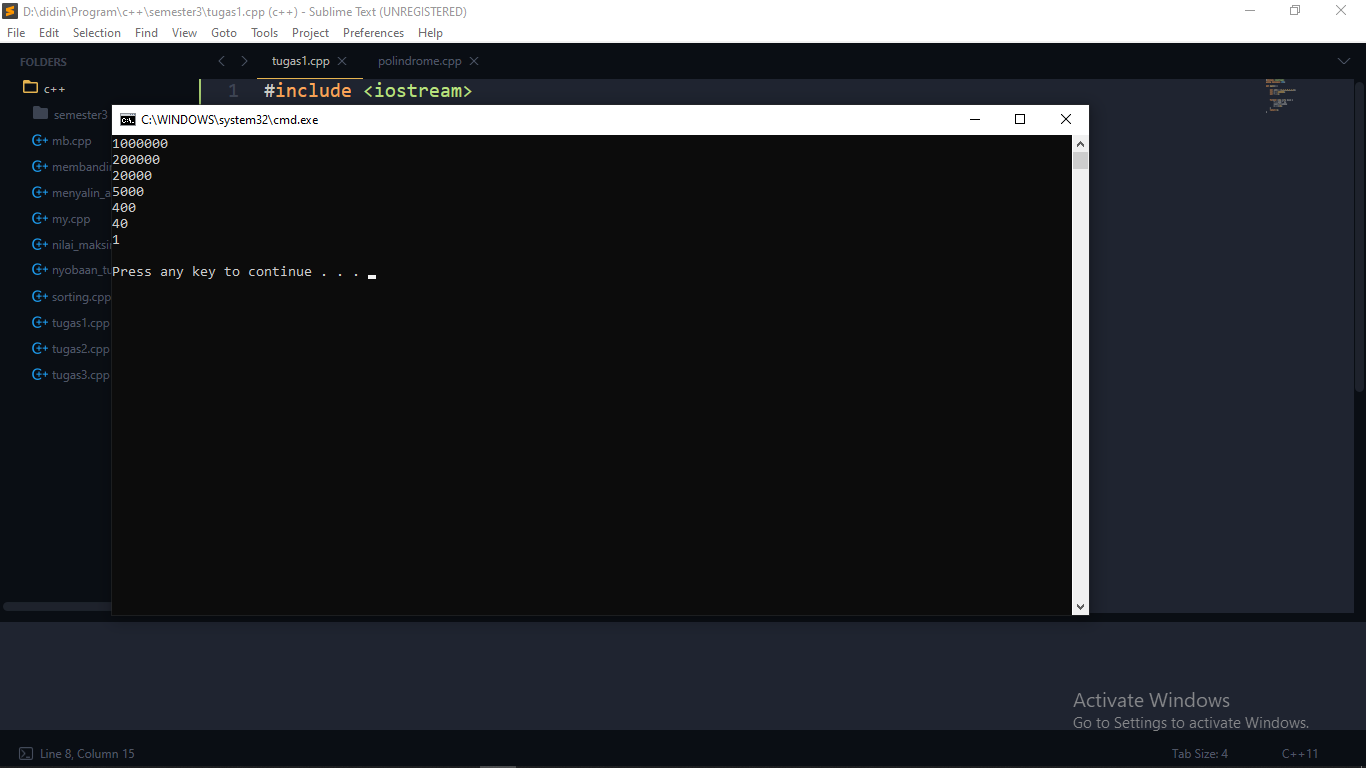 D:\didin\Program\c++\semester3\tugas1.cpp (c++) - Sublime Text (UNREGISTERED)
File Edit Selection Find View Goto Tools Project Preferences Help
FOLDERS
c++
semester3
mb.cpp
membandi
menyalin_a
my.cpp
nilai_maksi
nyobaan_tu
sorting.cpp
tugas1.cpp
tugas2.cpp
tugas3.cpp
tugas1.cpp
polindrome.cpp
1 #include <iostream>
C:\WINDOWS\system32\cmd.exe
1000000
200000
20000
5000
400
40
1
Press any key to continue . . .
Activate Windows
Go to Settings to activate Windows.
Line 8, Column 15
Tab Size: 4
C++11